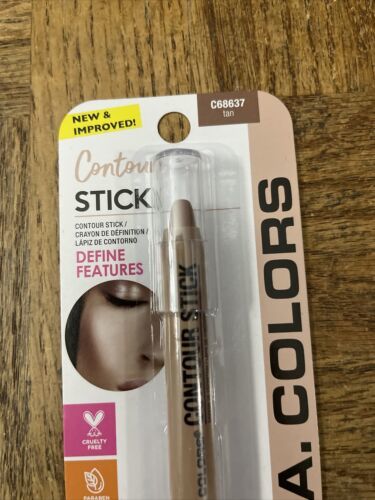 C68637
tan
NEW &
IMPROVED!
Contour
STICK
CONTOUR STICK /
CRAYON DE DÉFINITION /
LÁPIZ DE CONTORNO
DEFINE
FEATURES
CRUELTY
FREE
PARABEN
CONTOUR STICK
COLORS
A. COLORS